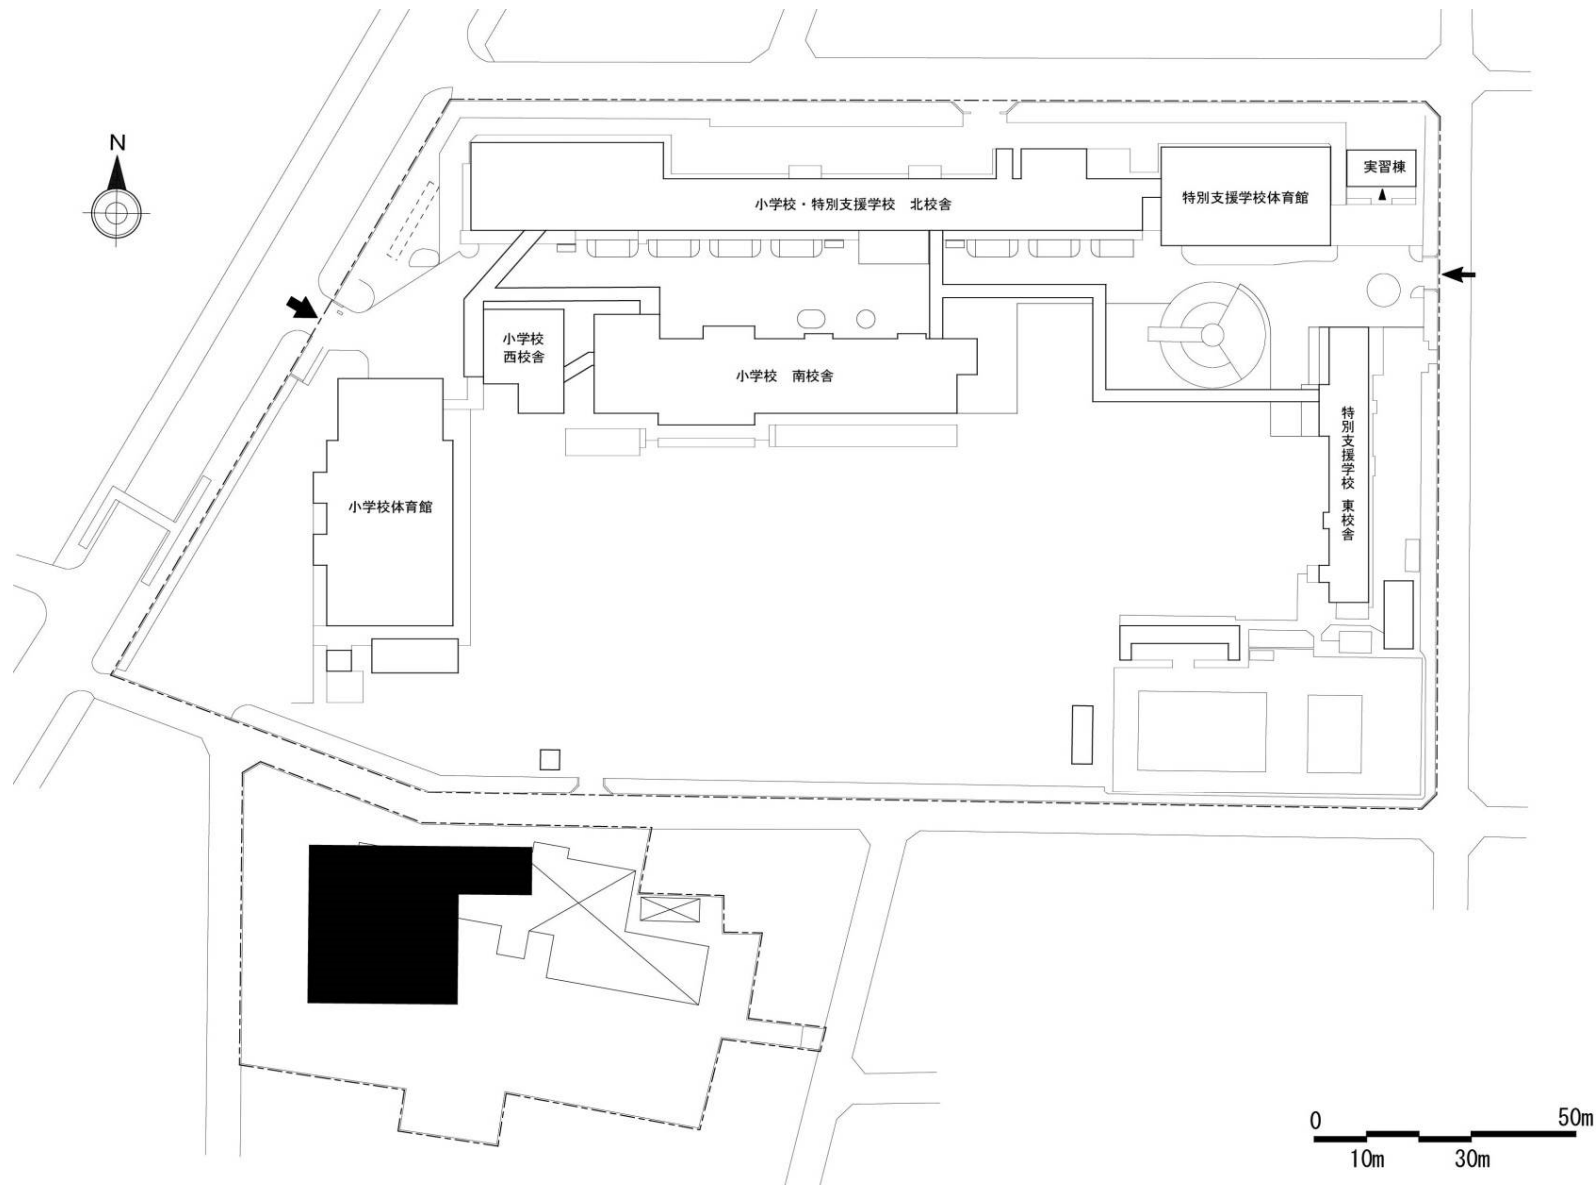 N
実習棟
小学校・特別支援学校 北校舎
特別支援学校体育館
小学校
西校舎
小学校 南校舎
特別支援学校 東校舎
小学校体育館
0
50m
10m
30m